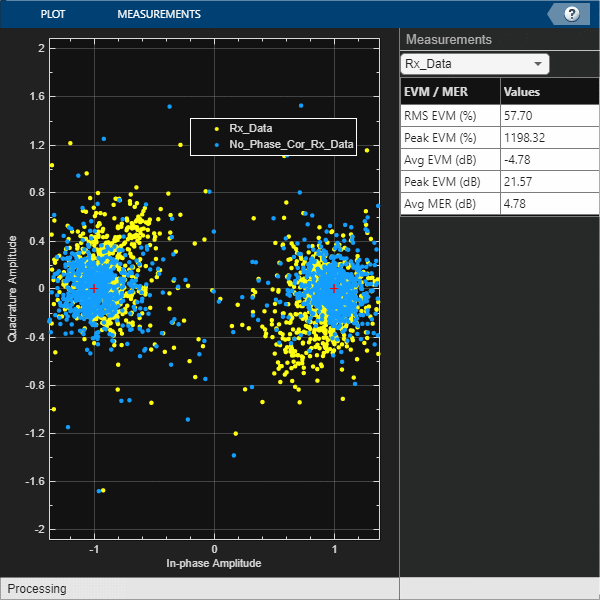 PLOT MEASUREMENTS ?
Measurements
Rx_Data
EVM / MER Values
RMS EVM (%) 57.70
Peak EVM (%) 1198.32
Avg EVM (dB) -4.78
Peak EVM (dB) 21.57
Avg MER (dB) 4.78
2
1.6
1.2
0.8
0.4
0
-0.4
-0.8
-1.2
-1.6
-2
Quadrature Amplitude
Rx_Data
No_Phase_Cor_Rx_Data
-1 0 1
In-phase Amplitude
Processing